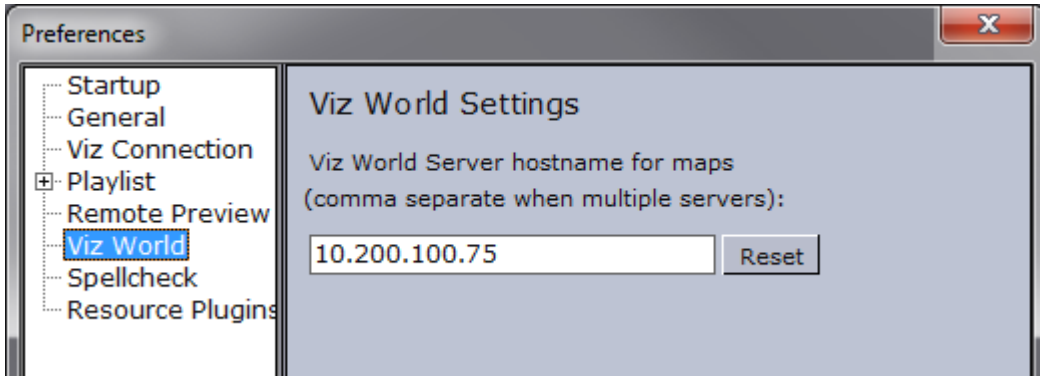 Preferences
Startup
General
Viz Connection
Playlist
Remote Preview
Viz World
Spellcheck
Resource Plugins
Viz World Settings
Viz World Server hostname for maps
(comma separate when multiple servers):
10.200.100.75
Reset